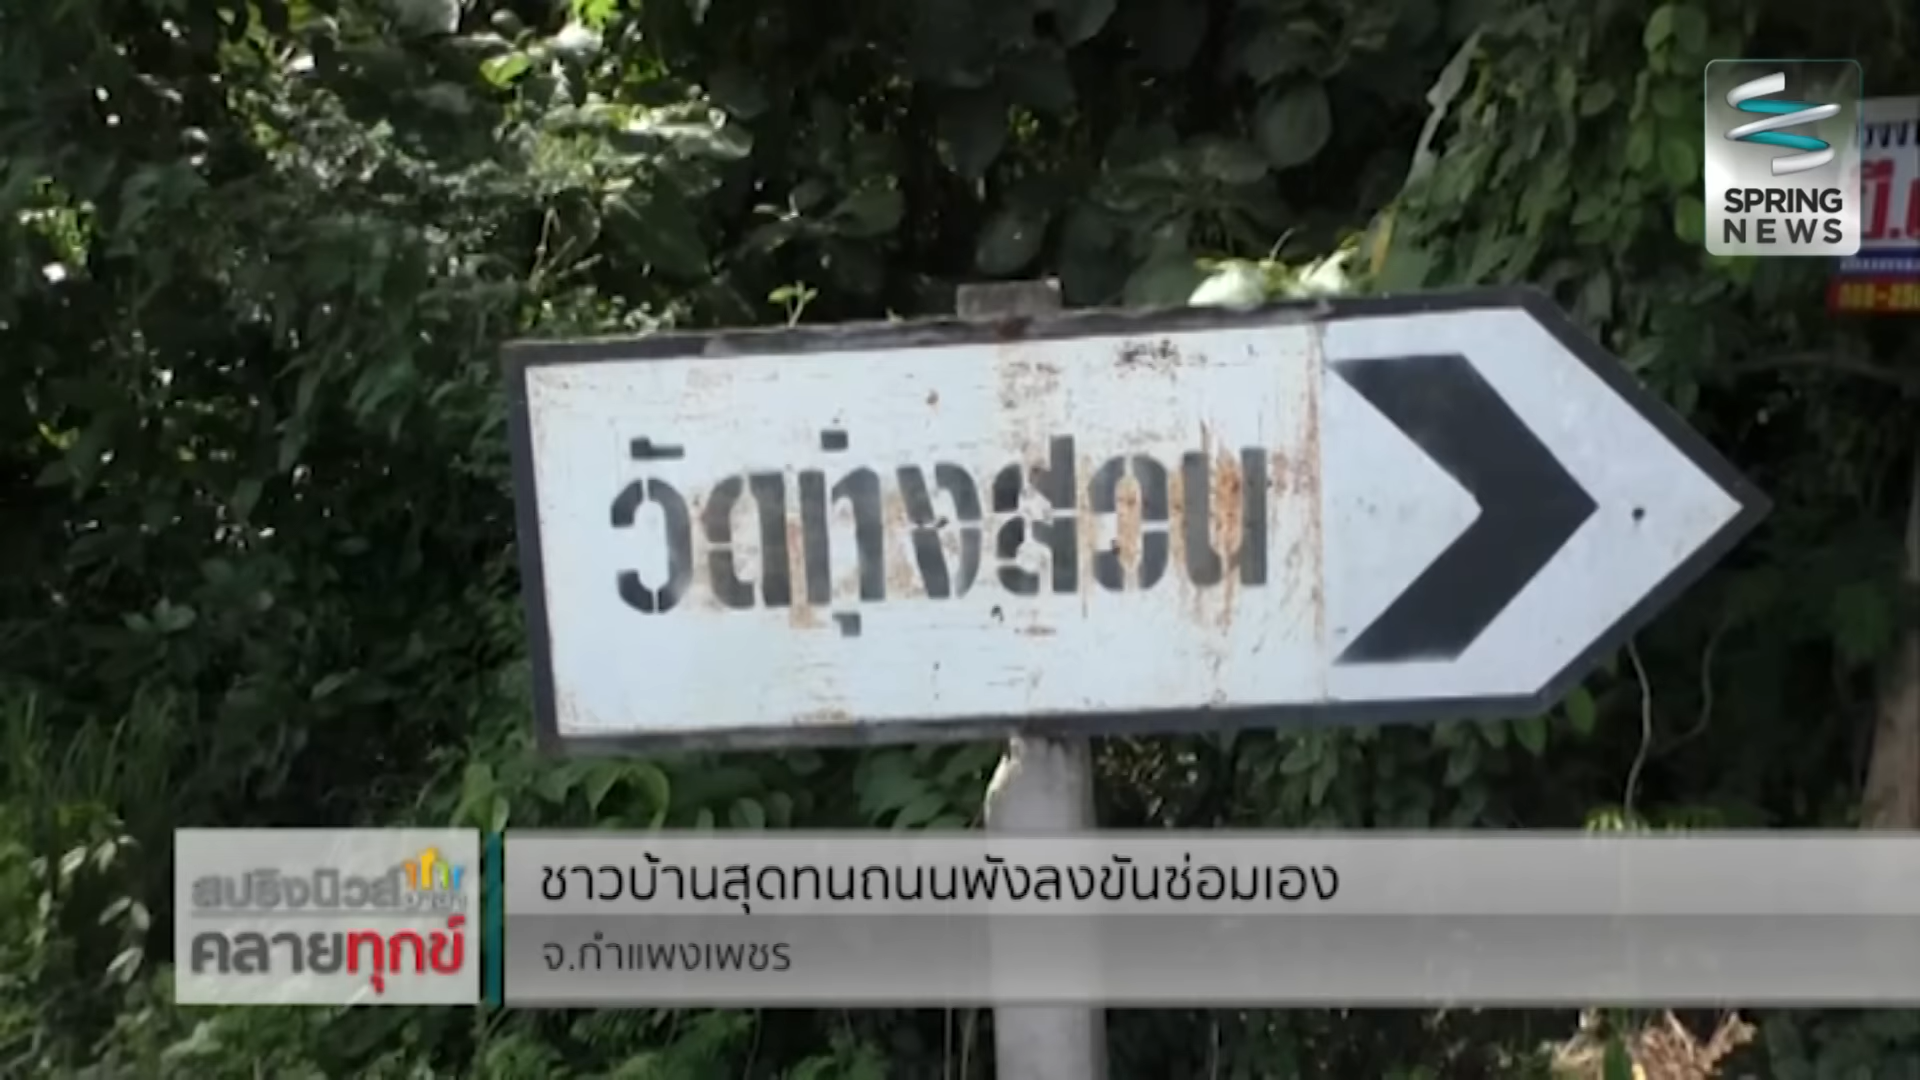 SPRING
NEWS
วัดทุ่งสวน
สปริงนิวส์
คลายทุกข์
ชาวบ้านสุดทนถนนพังลงขันซ่อมเอง
จ.กำแพงเพชร